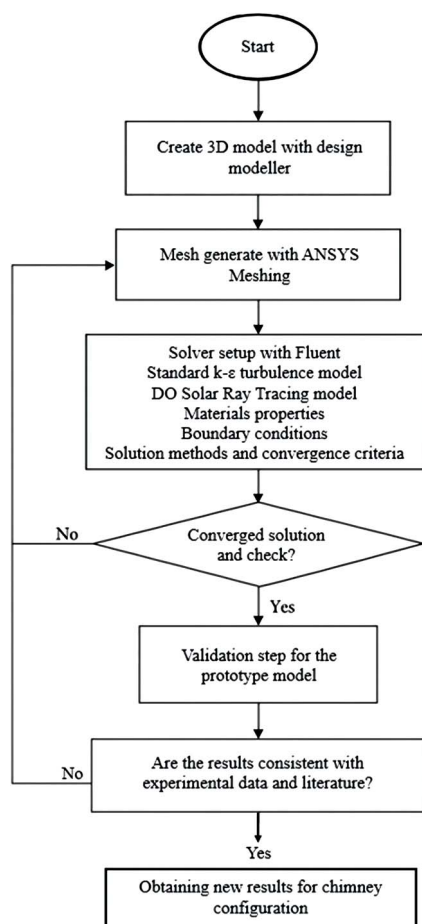 Start
Create 3D model with design
modeller
Mesh generate with ANSYS
Meshing
Solver setup with Fluent
Standard k-ε turbulence model
DO Solar Ray Tracing model
Materials properties
Boundary conditions
Solution methods and convergence criteria
No
Converged solution
and check?
Yes
Validation step for the
prototype model
No
Are the results consistent with
experimental data and literature?
Yes
Obtaining new results for chimney
configuration